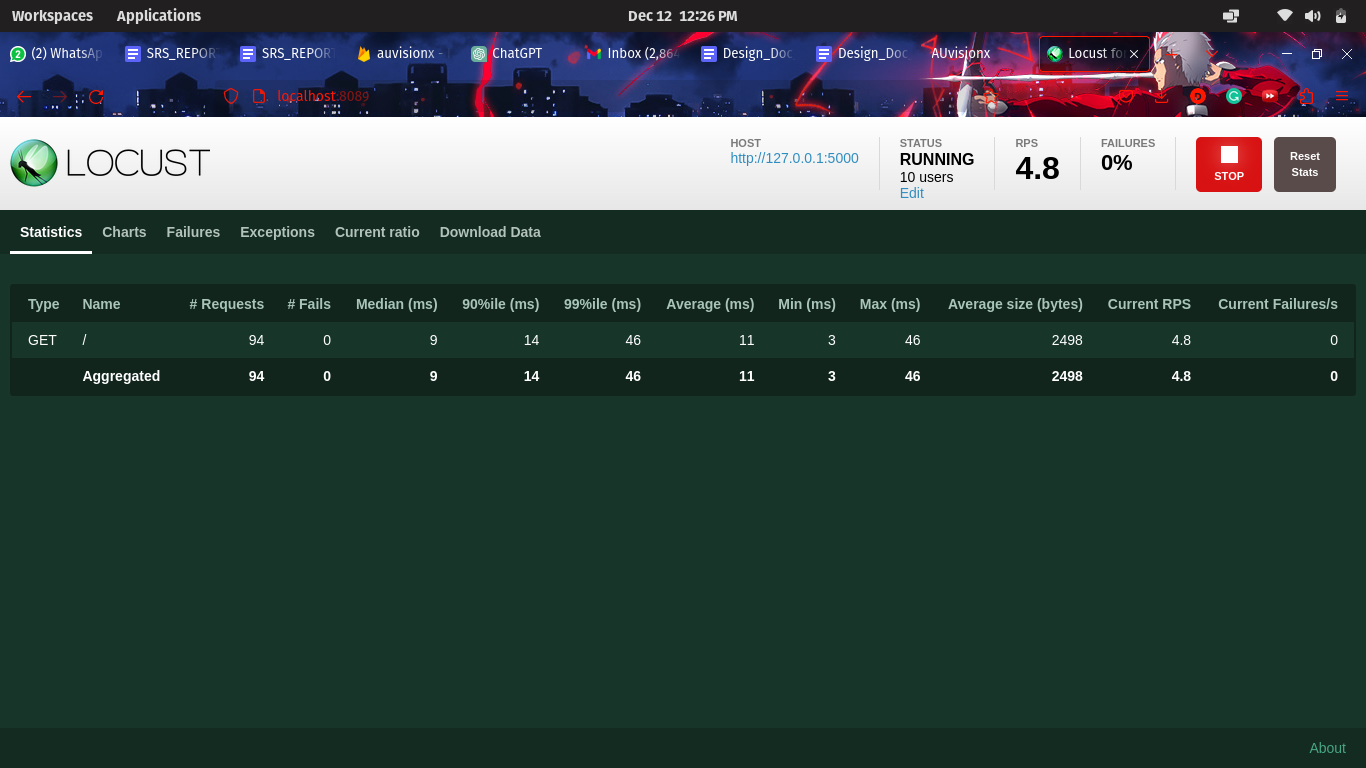 Workspaces Applications Dec 12 12:26 PM
(2) WhatsAp SRS_REPOR SRS_REPOR auvisionx - ChatGPT Inbox (2,864 Design_Doc Design_Doc AUvisionx Locust fo
localhost:8089
LOCUST
HOST
http://127.0.0.1:5000
STATUS
RUNNING
10 users
Edit
RPS
4.8
FAILURES
0%
STOP
Reset
Stats
Statistics Charts Failures Exceptions Current ratio Download Data
Type Name # Requests # Fails Median (ms) 90%ile (ms) 99%ile (ms) Average (ms) Min (ms) Max (ms) Average size (bytes) Current RPS Current Failures/s
GET / 94 0 9 14 46 11 3 46 2498 4.8 0
Aggregated 94 0 9 14 46 11 3 46 2498 4.8 0
About